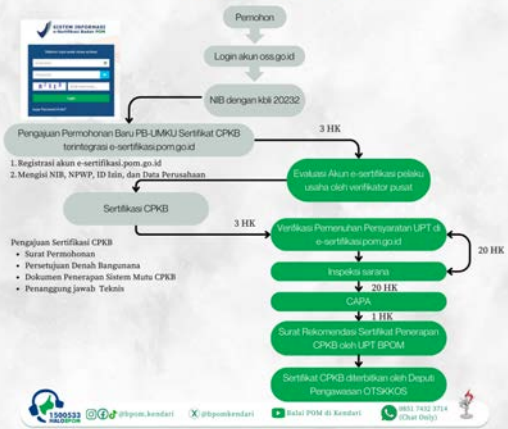 SISTEM INFORMASI
e-Sertifikasi Badan POM
Login
Pemohon
Login akun oss.go.id
NIB dengan kbli 20232
Pengajuan Permohonan Baru PB-UMKU Sertifikat CPKB
terintegrasi e-sertifikasi.pom.go.id
3 HK
1. Registrasi akun e-sertifikasi.pom.go.id
2. Mengisi NIB, NPWP, ID Izin, dan Data Perusahaan
Evaluasi Akun e-sertifikasi pelaku
usaha oleh verifikator pusat
Sertifikasi CPKB
3 HK
Verifikasi Pemenuhan Persyaratan UPT di
e-sertifikasi.pom.go.id
20 HK
Pengajuan Sertifikasi CPKB
• Surat Permohonan
• Persetujuan Denah Bangunana
• Dokumen Penerapan Sistem Mutu CPKB
• Penanggung jawab Teknis
Inspeksi sarana
20 HK
CAPA
1 HK
Surat Rekomendasi Sertifikat Penerapan
CPKB oleh UPT BPOM
Sertifikat CPKB diterbitkan oleh Deputi
Pengawasan OTSKKOS
1500533
HALOBPOM
@bpom.kendari
@bpomkendari
Balai POM di Kendari
0851 7432 3714
(Chat Only)